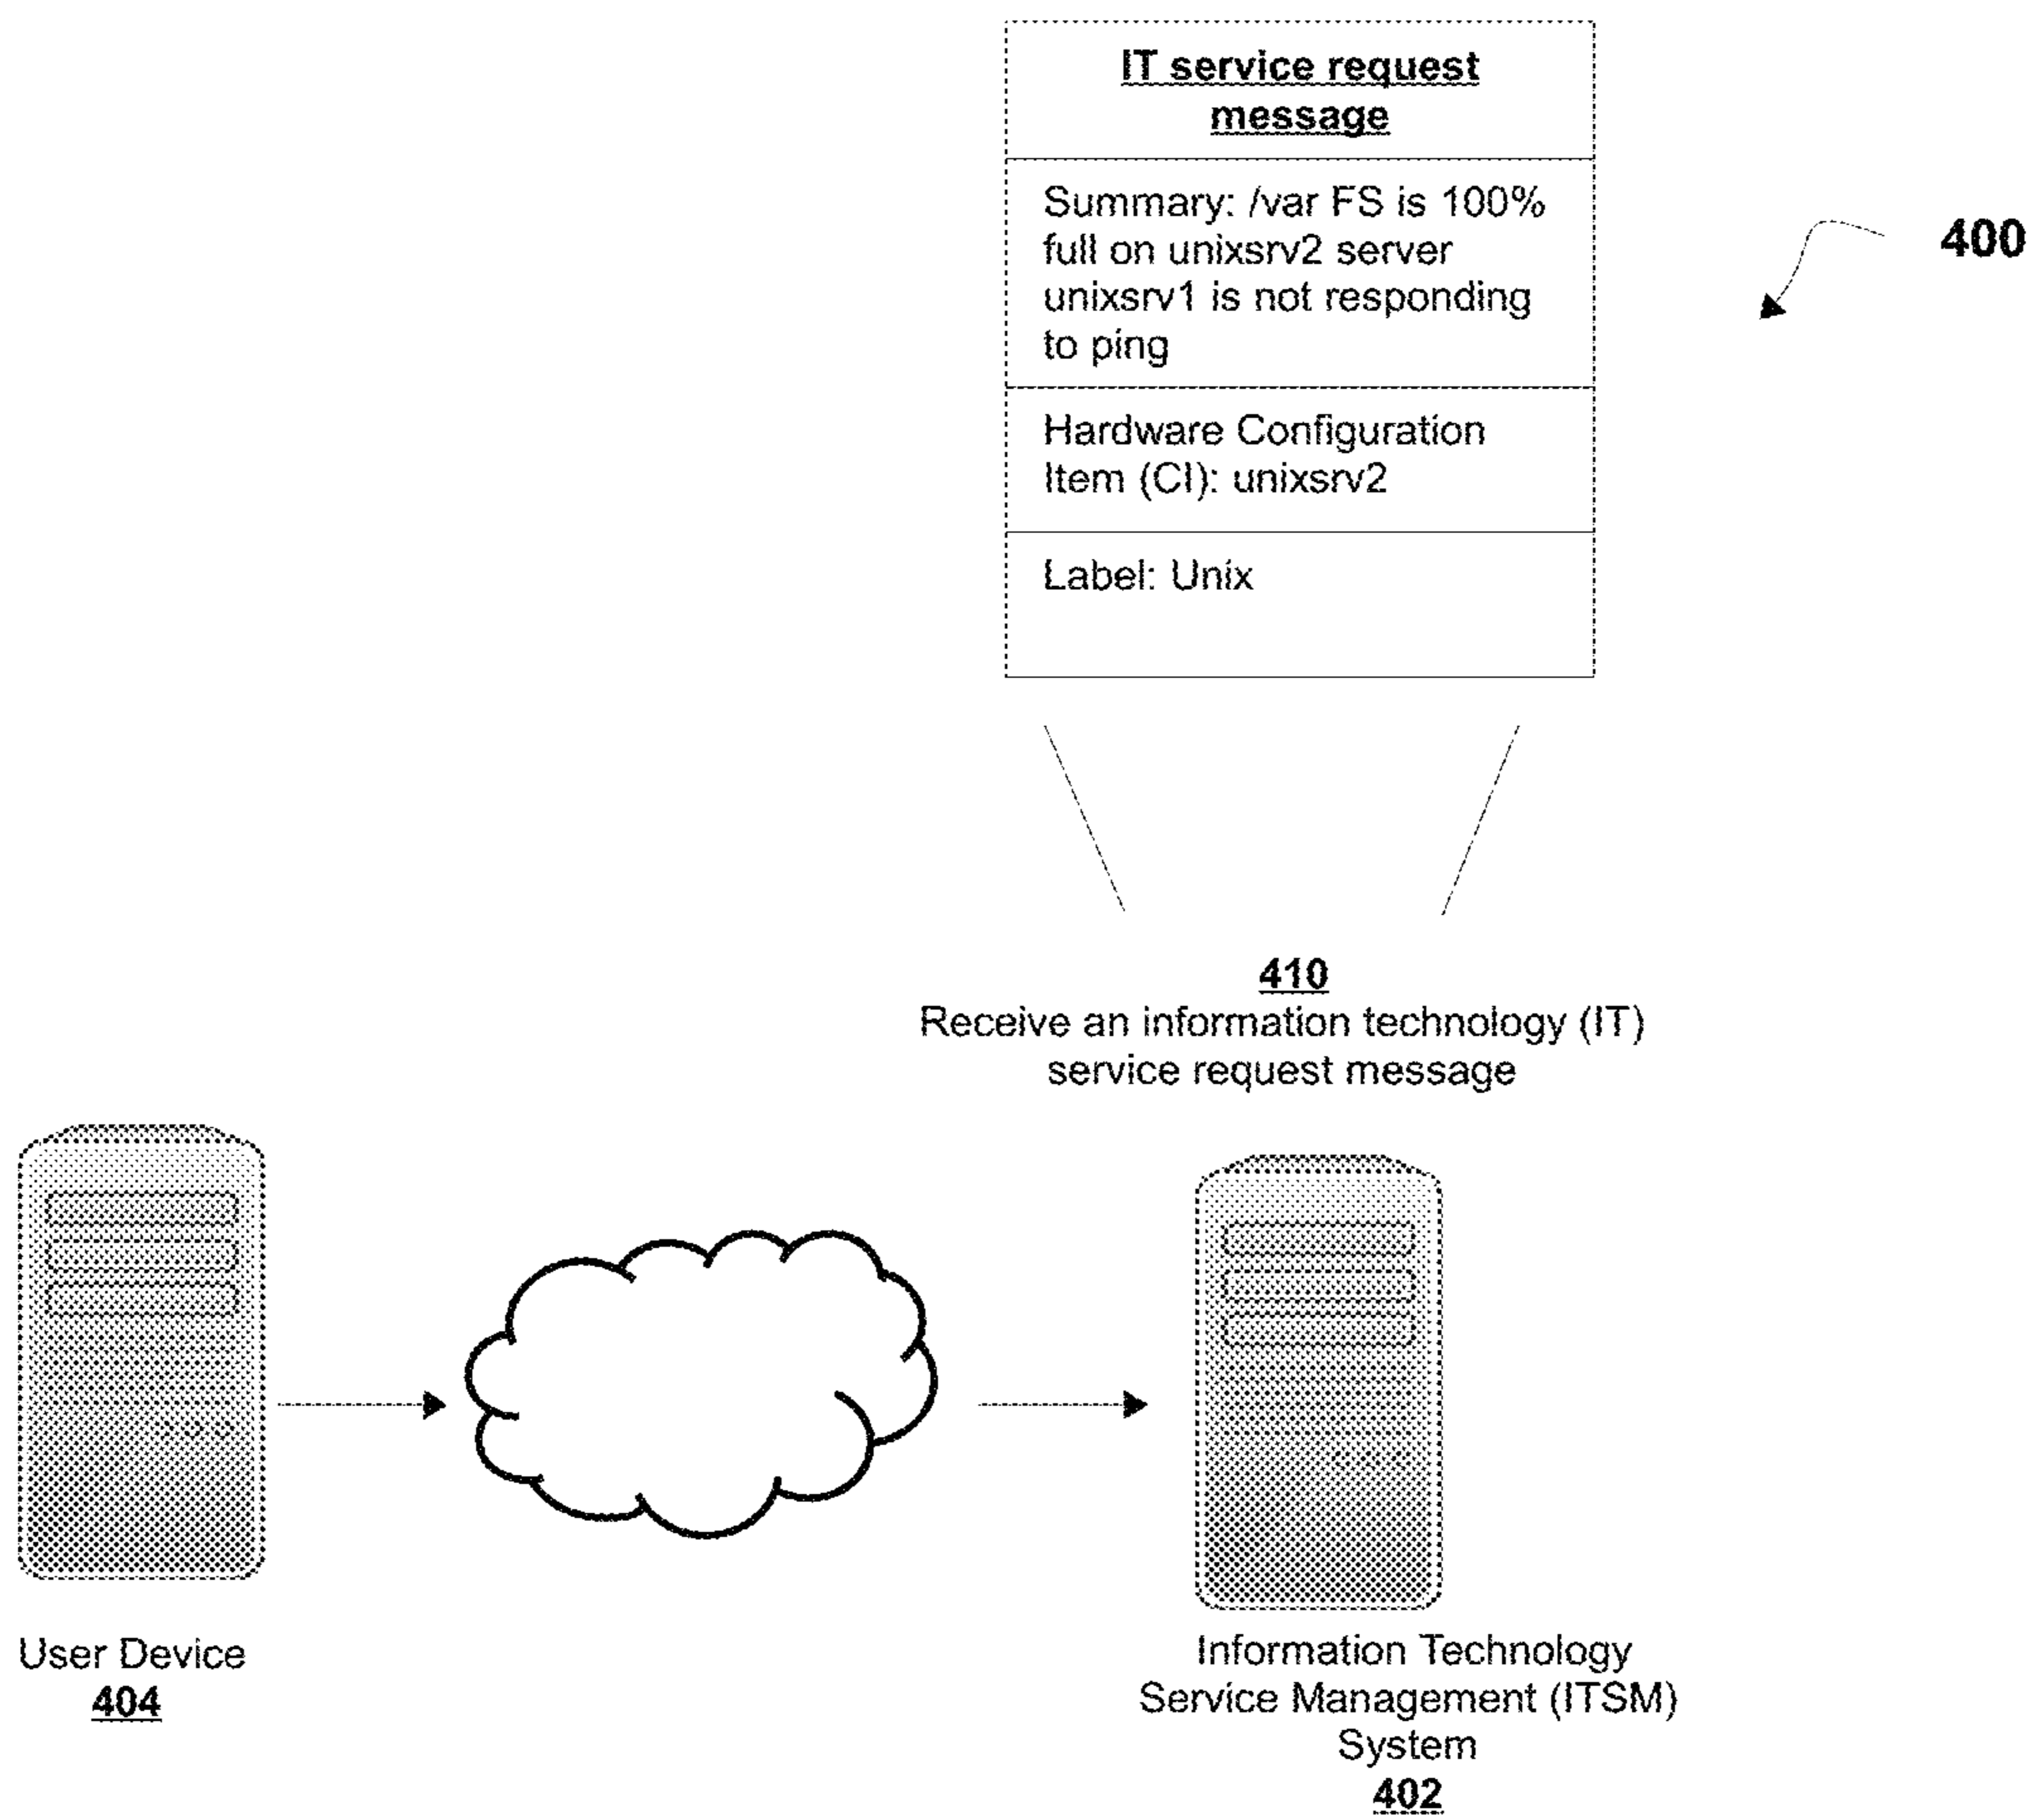 IT service request
message
Summary: /var FS is 100%
full on unixsrv2 server
unixsrv1 is not responding
to ping
400
Hardware Configuration
Item (CI): unixsrv2
Label: Unix
410
Receive an information technology (IT)
service request message
User Device
404
Information Technology
Service Management (ITSM)
System
402